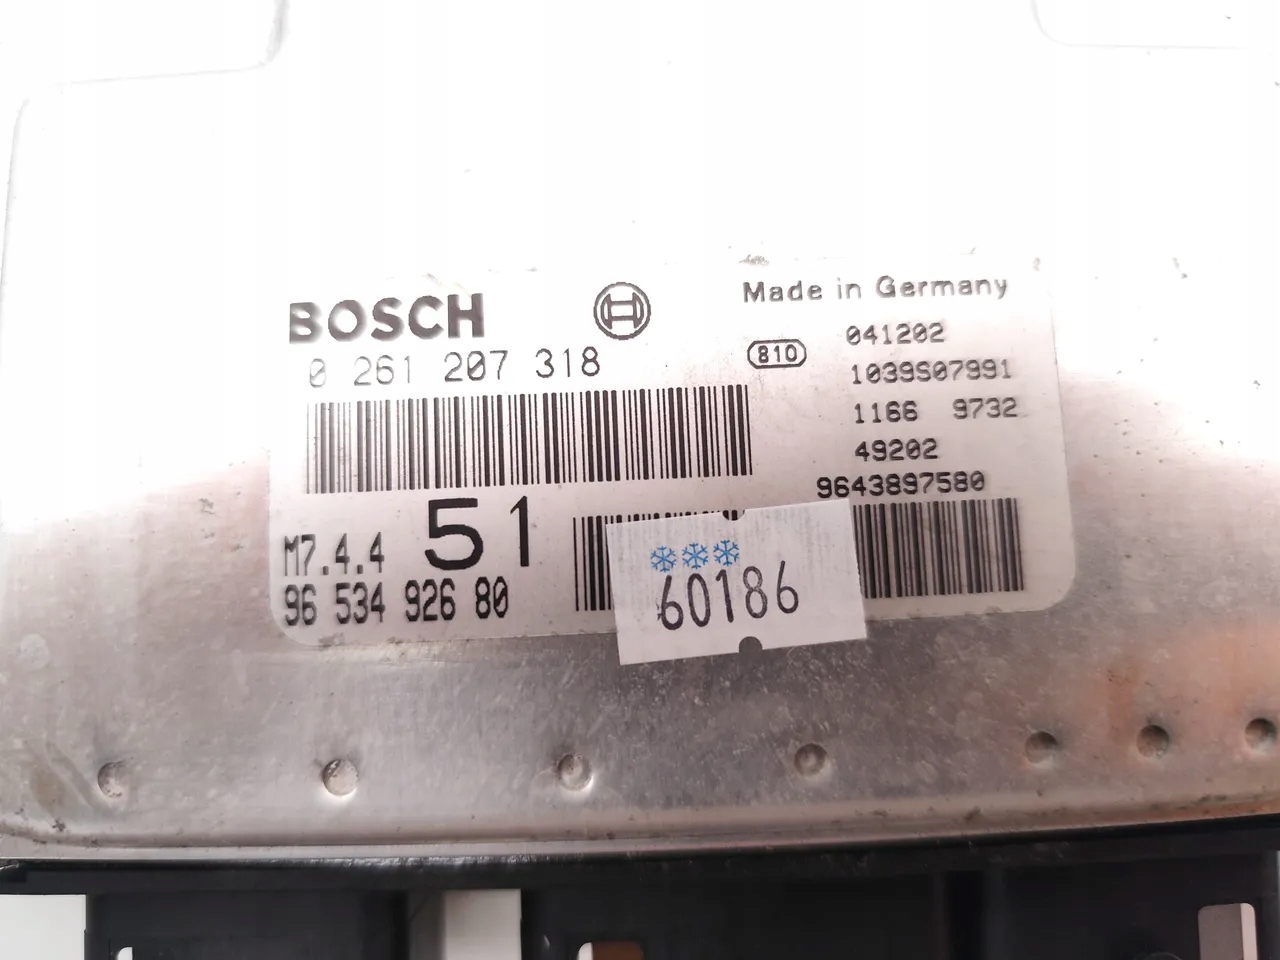 BOSCH
0 261 207 318
M7.4.4 51
96 534 926 80
Made in Germany
810
041202
1039S07991
1166 9732
49202
9643897580
60186